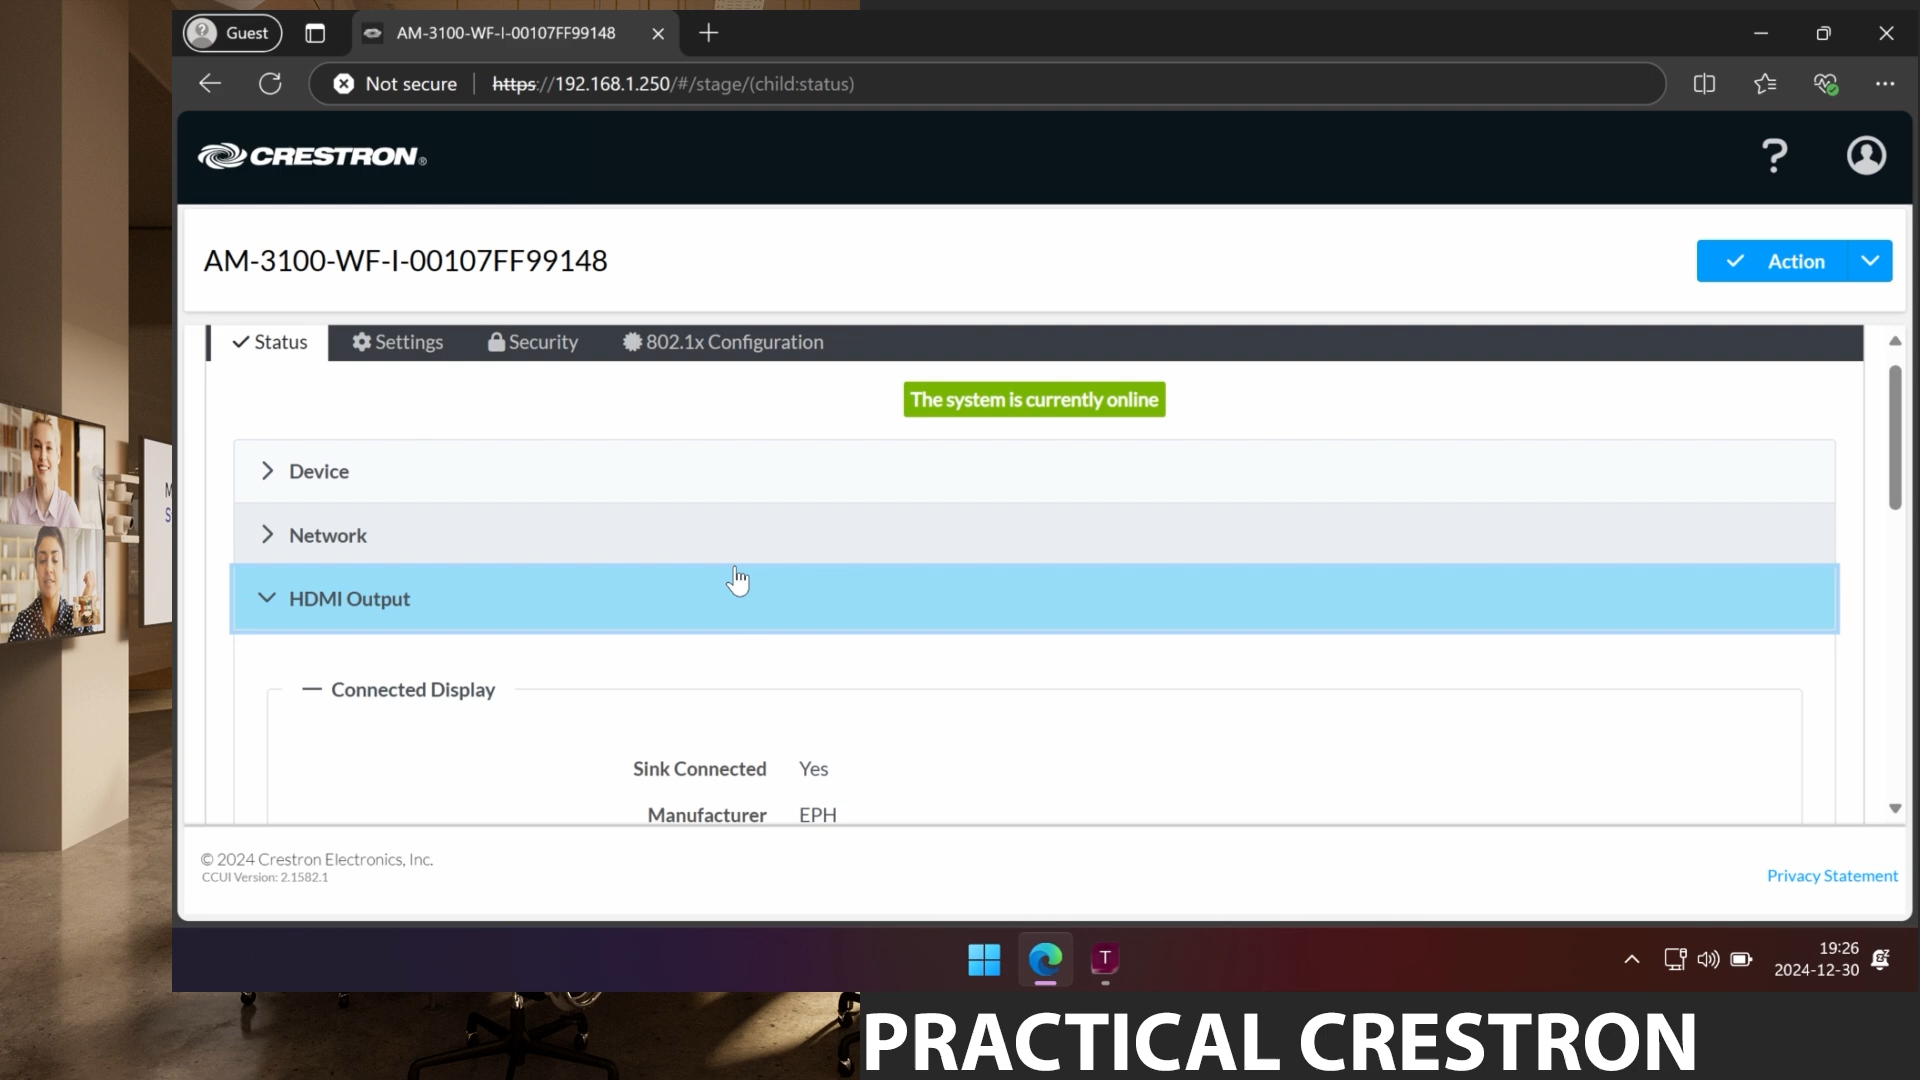 Guest
AM-3100-WF-I-00107FF99148
Not secure
https://192.168.1.250/#/stage/(child:status)
CRESTRON®
AM-3100-WF-I-00107FF99148
Action
Status
Settings
Security
802.1x Configuration
The system is currently online
Device
Network
HDMI Output
Connected Display
Sink Connected Yes
Manufacturer EPH
© 2024 Crestron Electronics, Inc.
CCUI Version: 2.1582.1
Privacy Statement
T
19:26
2024-12-30
M
S
PRACTICAL CRESTRON